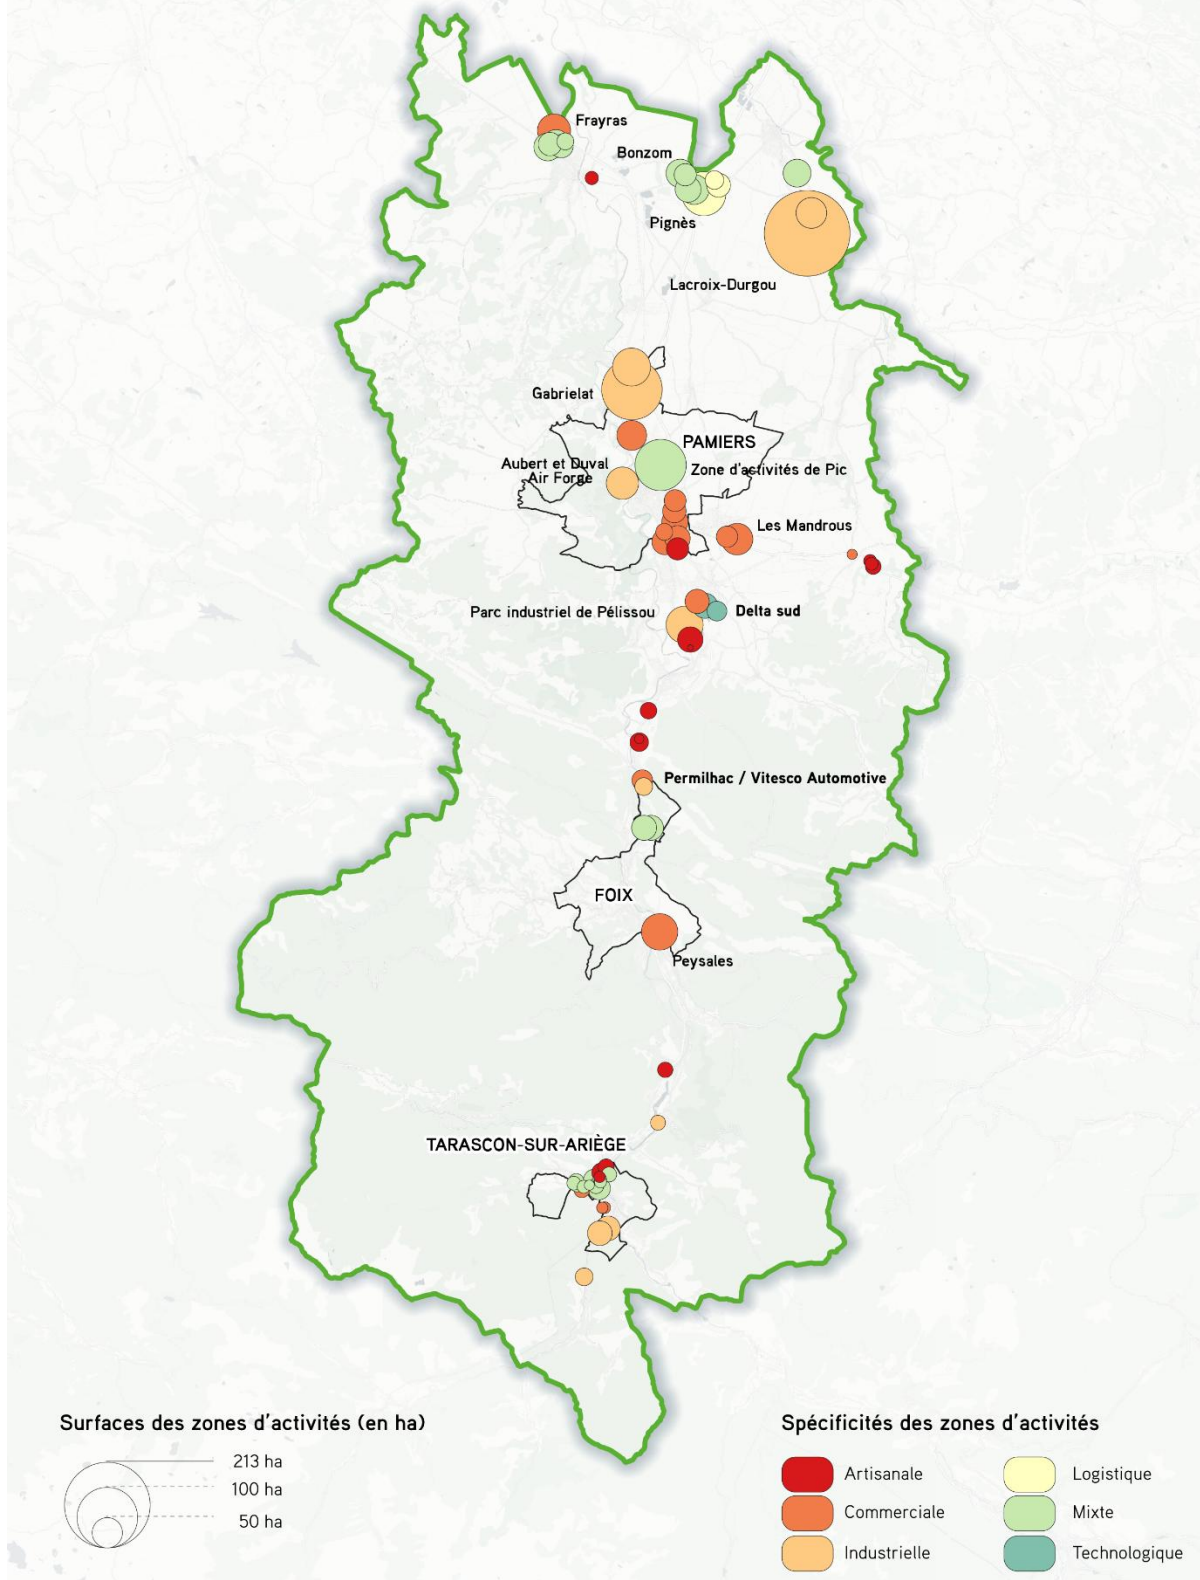 Frayras
Bonzom
Pignès
Lacroix-Durgou
Gabrielat
PAMIERS
Aubert et Duval
Air Forge
Zone d'activités de Pic
Les Mandrous
Parc industriel de Pélissou
Delta sud
Permilhac / Vitesco Automotive
FOIX
Peysales
TARASCON-SUR-ARIÈGE
Surfaces des zones d'activités (en ha)
213 ha
100 ha
50 ha
Spécificités des zones d'activités
Artisanale
Commerciale
Industrielle
Logistique
Mixte
Technologique